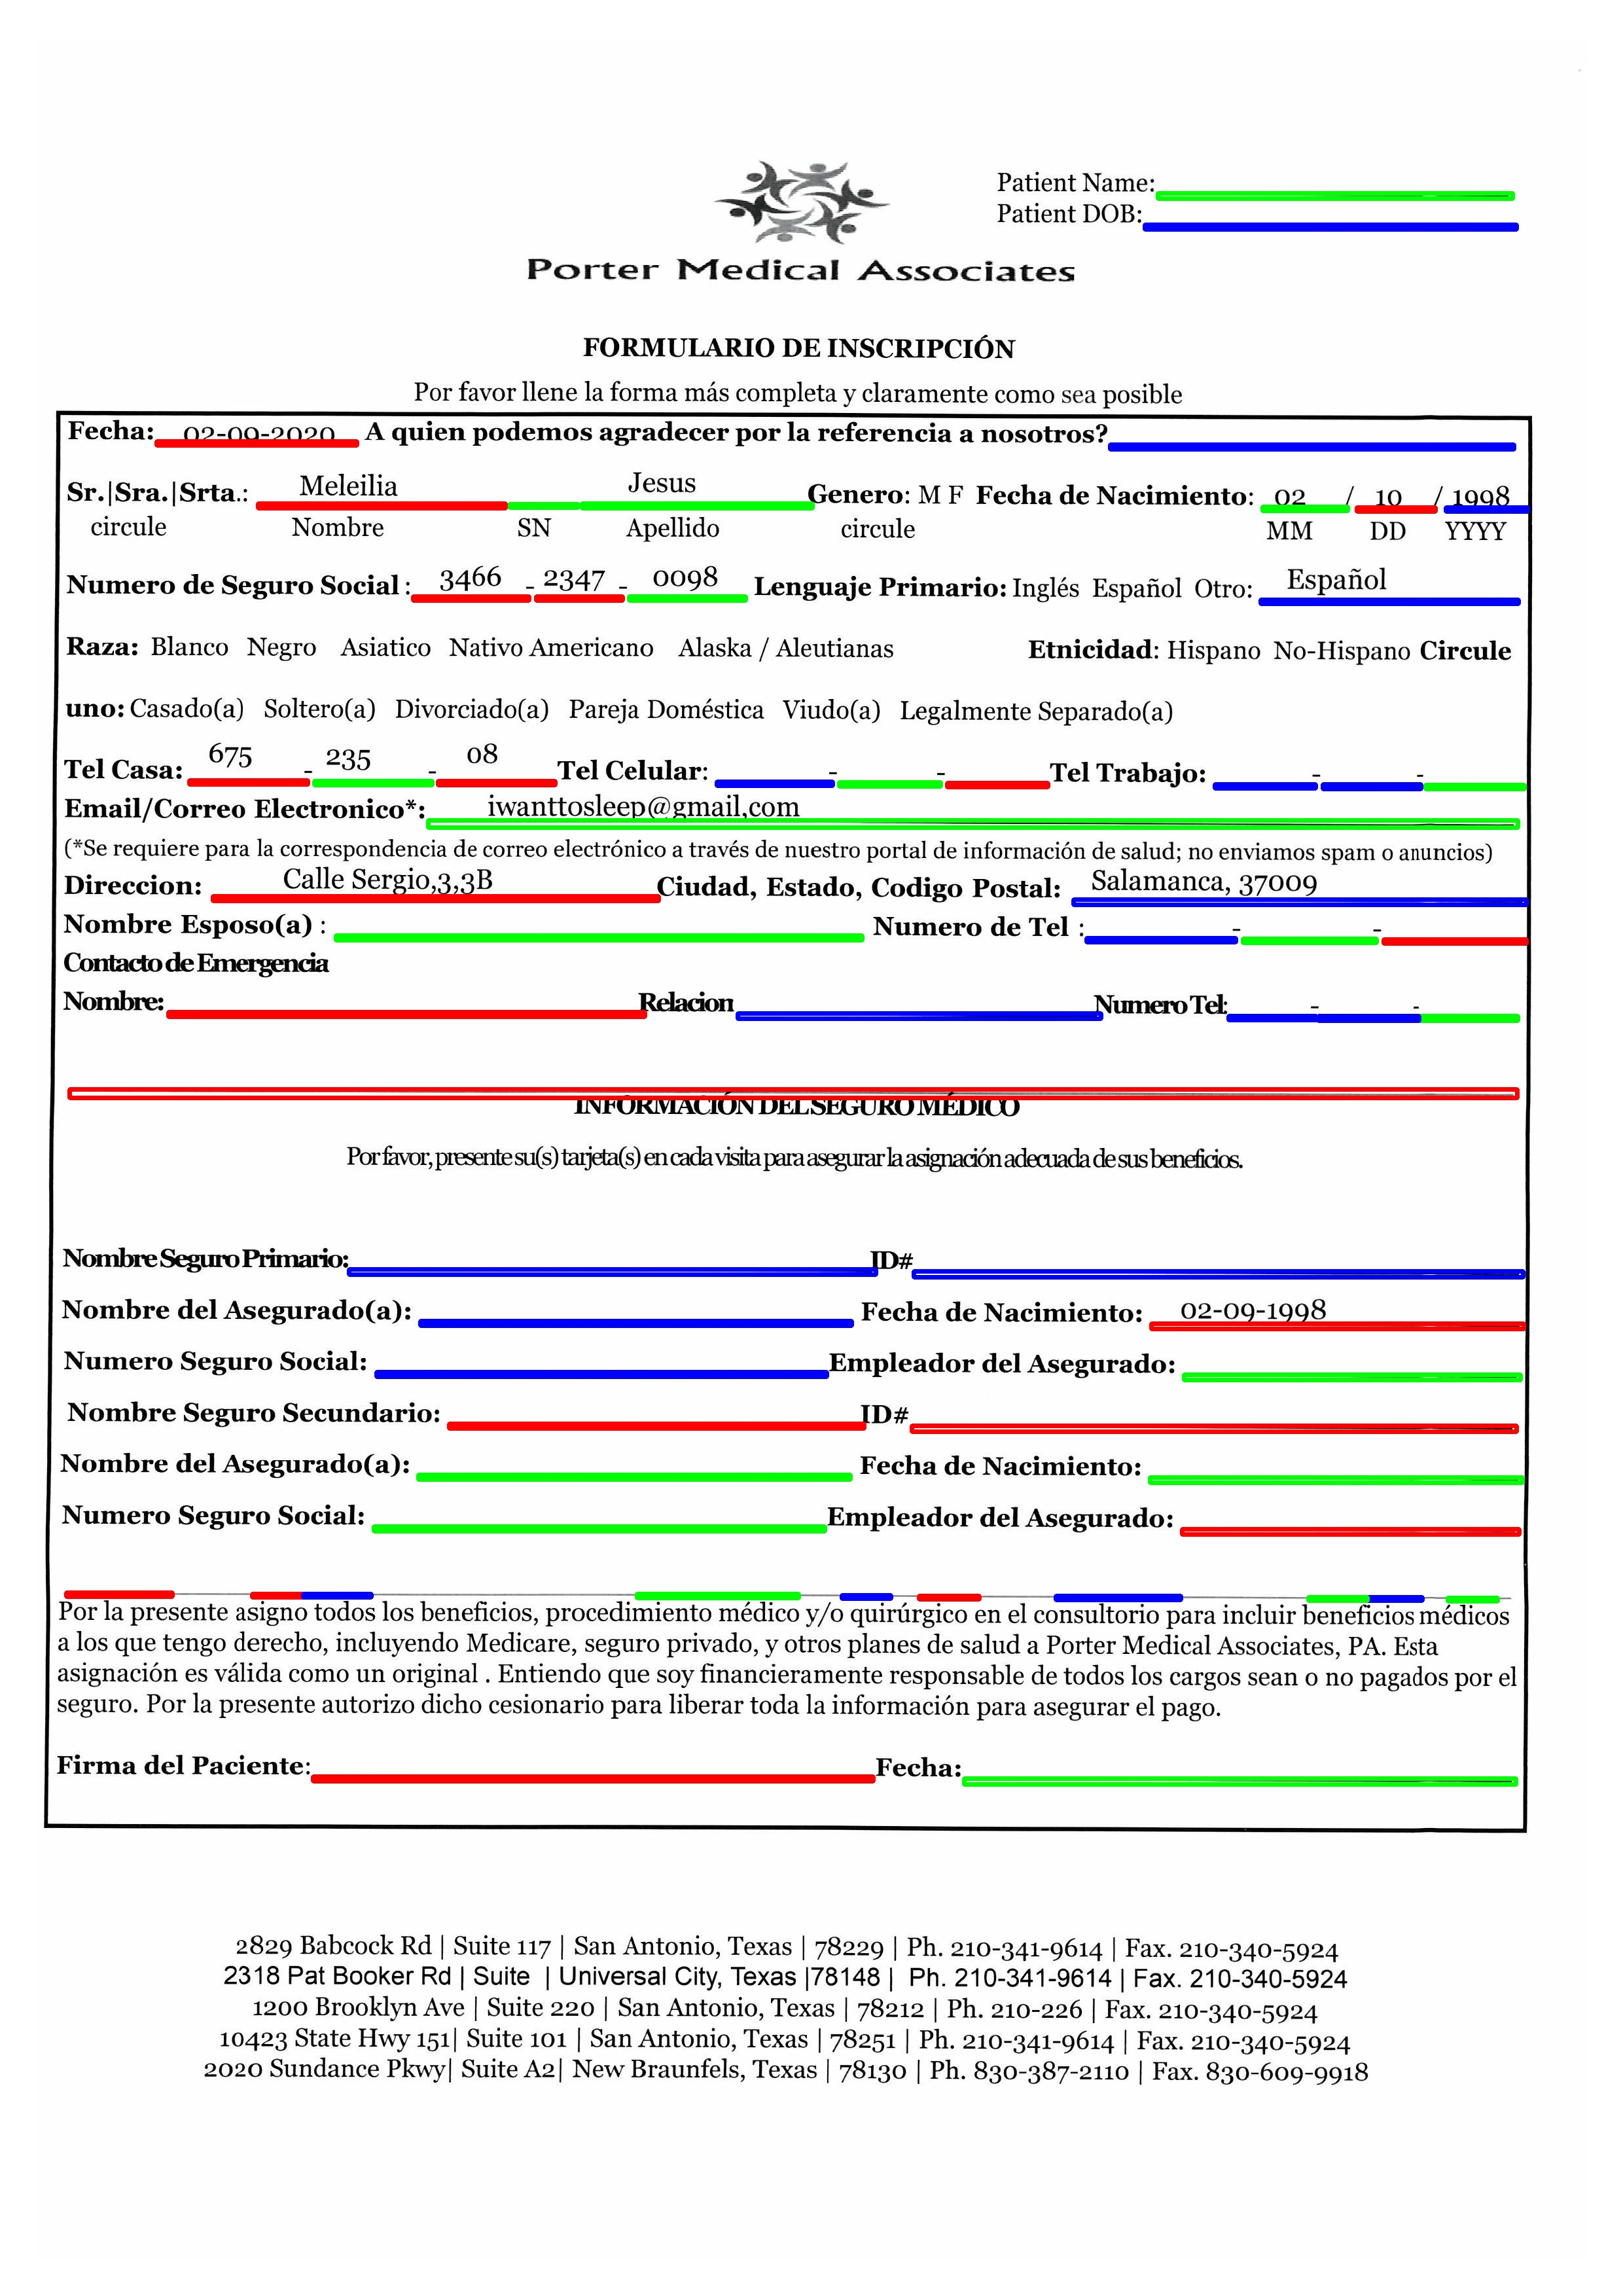 Patient Name:
Patient DOB:
Porter Medical Associates
FORMULARIO DE INSCRIPCIÓN
Por favor llene la forma más completa y claramente como sea posible
Fecha: 02-09-2020 A quien podemos agradecer por la referencia a nosotros?
Sr.|Sra.|Srta.: Meleilia Jesus Genero: M F Fecha de Nacimiento: 02 / 10 / 1998
circule Nombre SN Apellido circule MM DD YYYY
Numero de Seguro Social : 3466 - 2347 - 0098 Lenguaje Primario: Inglés Español Otro: Español
Raza: Blanco Negro Asiatico Nativo Americano Alaska / Aleutianas Etnicidad: Hispano No-Hispano Circule
uno: Casado(a) Soltero(a) Divorciado(a) Pareja Doméstica Viudo(a) Legalmente Separado(a)
Tel Casa: 675 - 235 - 08 Tel Celular: - - Tel Trabajo: - -
Email/Correo Electronico*: iwanttosleep@gmail,com
(*Se requiere para la correspondencia de correo electrónico a través de nuestro portal de información de salud; no enviamos spam o anuncios)
Direccion: Calle Sergio,3,3B Ciudad, Estado, Codigo Postal: Salamanca, 37009
Nombre Esposo(a) : Numero de Tel : - -
Contacto de Emergencia
Nombre: Relacion: Numero Tel: - -
INFORMACIÓN DEL SEGURO MÉDICO
Por favor, presente su(s) tarjeta(s) en cada visita para asegurar la asignación adecuada de sus beneficios.
Nombre Seguro Primario: ID#
Nombre del Asegurado(a): Fecha de Nacimiento: 02-09-1998
Numero Seguro Social: Empleador del Asegurado:
Nombre Seguro Secundario: ID#
Nombre del Asegurado(a): Fecha de Nacimiento:
Numero Seguro Social: Empleador del Asegurado:
Por la presente asigno todos los beneficios, procedimiento médico y/o quirúrgico en el consultorio para incluir beneficios médicos
a los que tengo derecho, incluyendo Medicare, seguro privado, y otros planes de salud a Porter Medical Associates, PA. Esta
asignación es válida como un original . Entiendo que soy financieramente responsable de todos los cargos sean o no pagados por el
seguro. Por la presente autorizo dicho cesionario para liberar toda la información para asegurar el pago.
Firma del Paciente: Fecha:
2829 Babcock Rd | Suite 117 | San Antonio, Texas | 78229 | Ph. 210-341-9614 | Fax. 210-340-5924
2318 Pat Booker Rd | Suite | Universal City, Texas |78148 | Ph. 210-341-9614 | Fax. 210-340-5924
1200 Brooklyn Ave | Suite 220 | San Antonio, Texas | 78212 | Ph. 210-226 | Fax. 210-340-5924
10423 State Hwy 151| Suite 101 | San Antonio, Texas | 78251 | Ph. 210-341-9614 | Fax. 210-340-5924
2020 Sundance Pkwy| Suite A2| New Braunfels, Texas | 78130 | Ph. 830-387-2110 | Fax. 830-609-9918